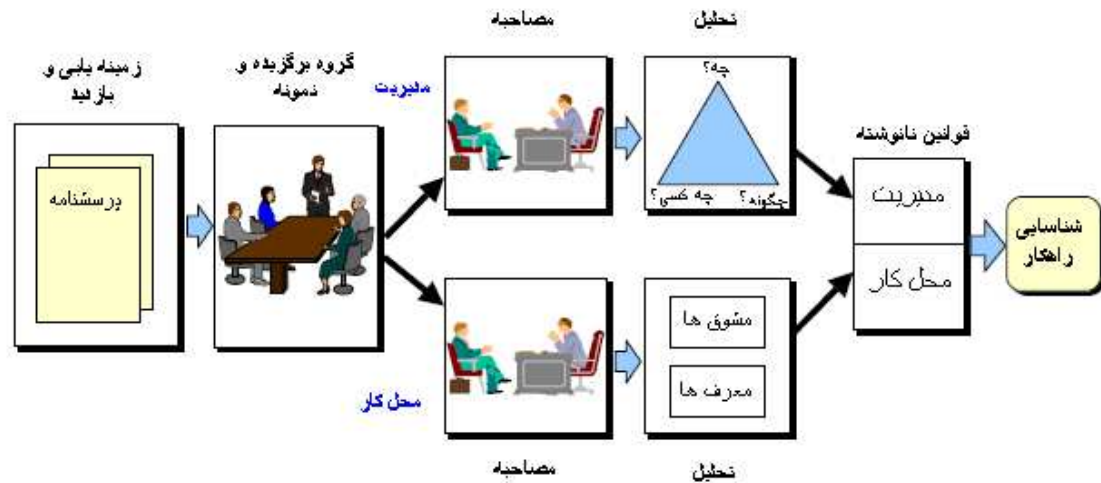 زمینه یابی و
بازدید
پرسشنامه
گروه برگزیده و
نمونه
مدیریت
مصاحبه
تحلیل
چه؟
چه کسی؟
چگونه؟
محل کار
مصاحبه
مشوق ها
معرف ها
تحلیل
قوانین نانوشته
مدیریت
محل کار
شناسایی
راهکار